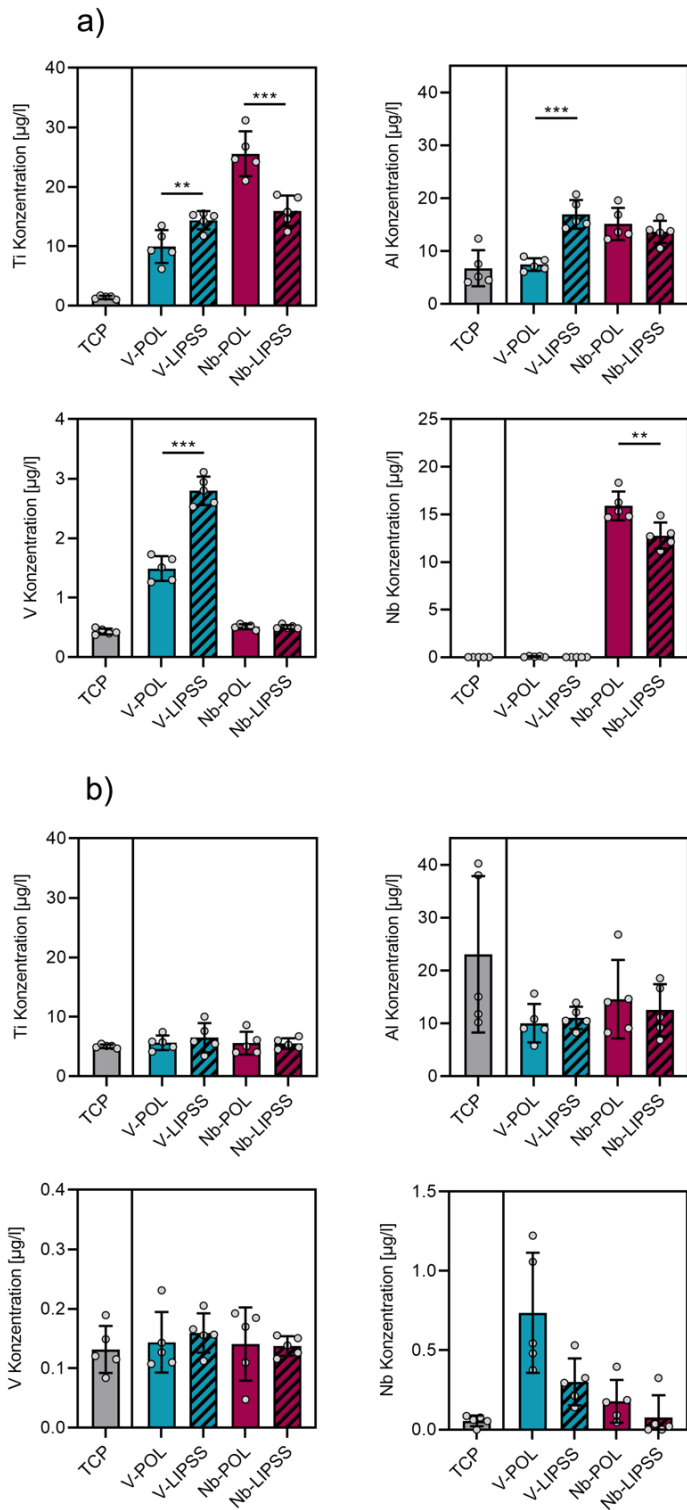 a)
Ti Konzentration [µg/l]
40
30
20
10
0
**
***
TCP
V-POL
V-LIPSS
Nb-POL
Nb-LIPSS
Al Konzentration [µg/l]
40
30
20
10
0
***
TCP
V-POL
V-LIPSS
Nb-POL
Nb-LIPSS
V Konzentration [µg/l]
4
3
2
1
0
***
TCP
V-POL
V-LIPSS
Nb-POL
Nb-LIPSS
Nb Konzentration [µg/l]
25
20
15
10
5
0
**
TCP
V-POL
V-LIPSS
Nb-POL
Nb-LIPSS
b)
Ti Konzentration [µg/l]
40
30
20
10
0
TCP
V-POL
V-LIPSS
Nb-POL
Nb-LIPSS
Al Konzentration [µg/l]
40
30
20
10
0
TCP
V-POL
V-LIPSS
Nb-POL
Nb-LIPSS
V Konzentration [µg/l]
0.4
0.3
0.2
0.1
0.0
TCP
V-POL
V-LIPSS
Nb-POL
Nb-LIPSS
Nb Konzentration [µg/l]
1.5
1.0
0.5
0.0
TCP
V-POL
V-LIPSS
Nb-POL
Nb-LIPSS